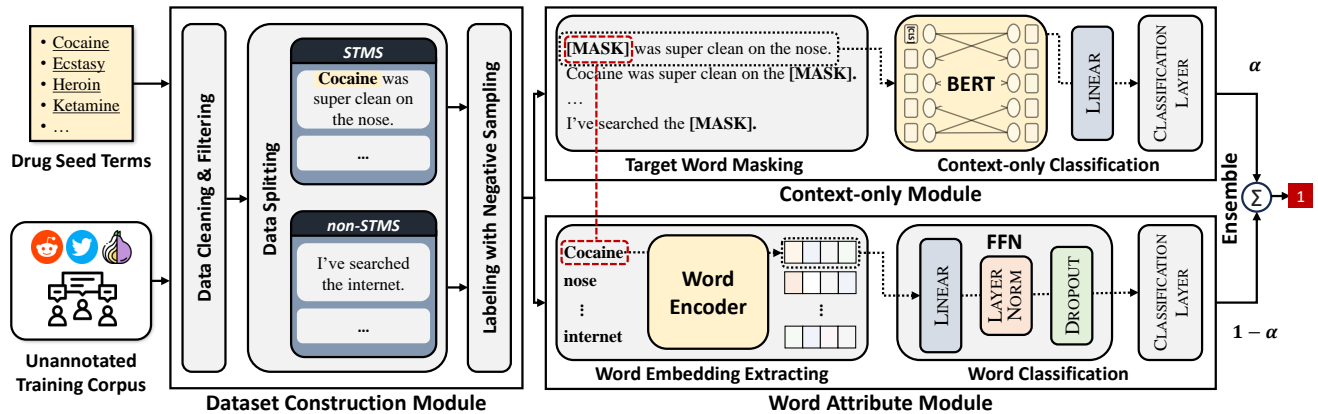 • Cocaine
• Ecstasy
• Heroin
• Ketamine
• …
Drug Seed Terms
Unannotated
Training Corpus
Data Cleaning & Filtering
Data Splitting
STMS
Cocaine was
super clean on
the nose.
...
non-STMS
I've searched
the internet.
...
Labeling with Negative Sampling
Dataset Construction Module
[MASK] was super clean on the nose.
Cocaine was super clean on the [MASK].
…
I've searched the [MASK].
Target Word Masking
[CLS]
BERT
LINEAR
CLASSIFICATION
LAYER
Context-only Classification
Context-only Module
Cocaine
nose
⋮
internet
Word
Encoder
⋮
Word Embedding Extracting
FFN
LINEAR
LAYER
NORM
DROPOUT
CLASSIFICATION
LAYER
Word Classification
Word Attribute Module
α
Ensemble
Σ
1
1 − α